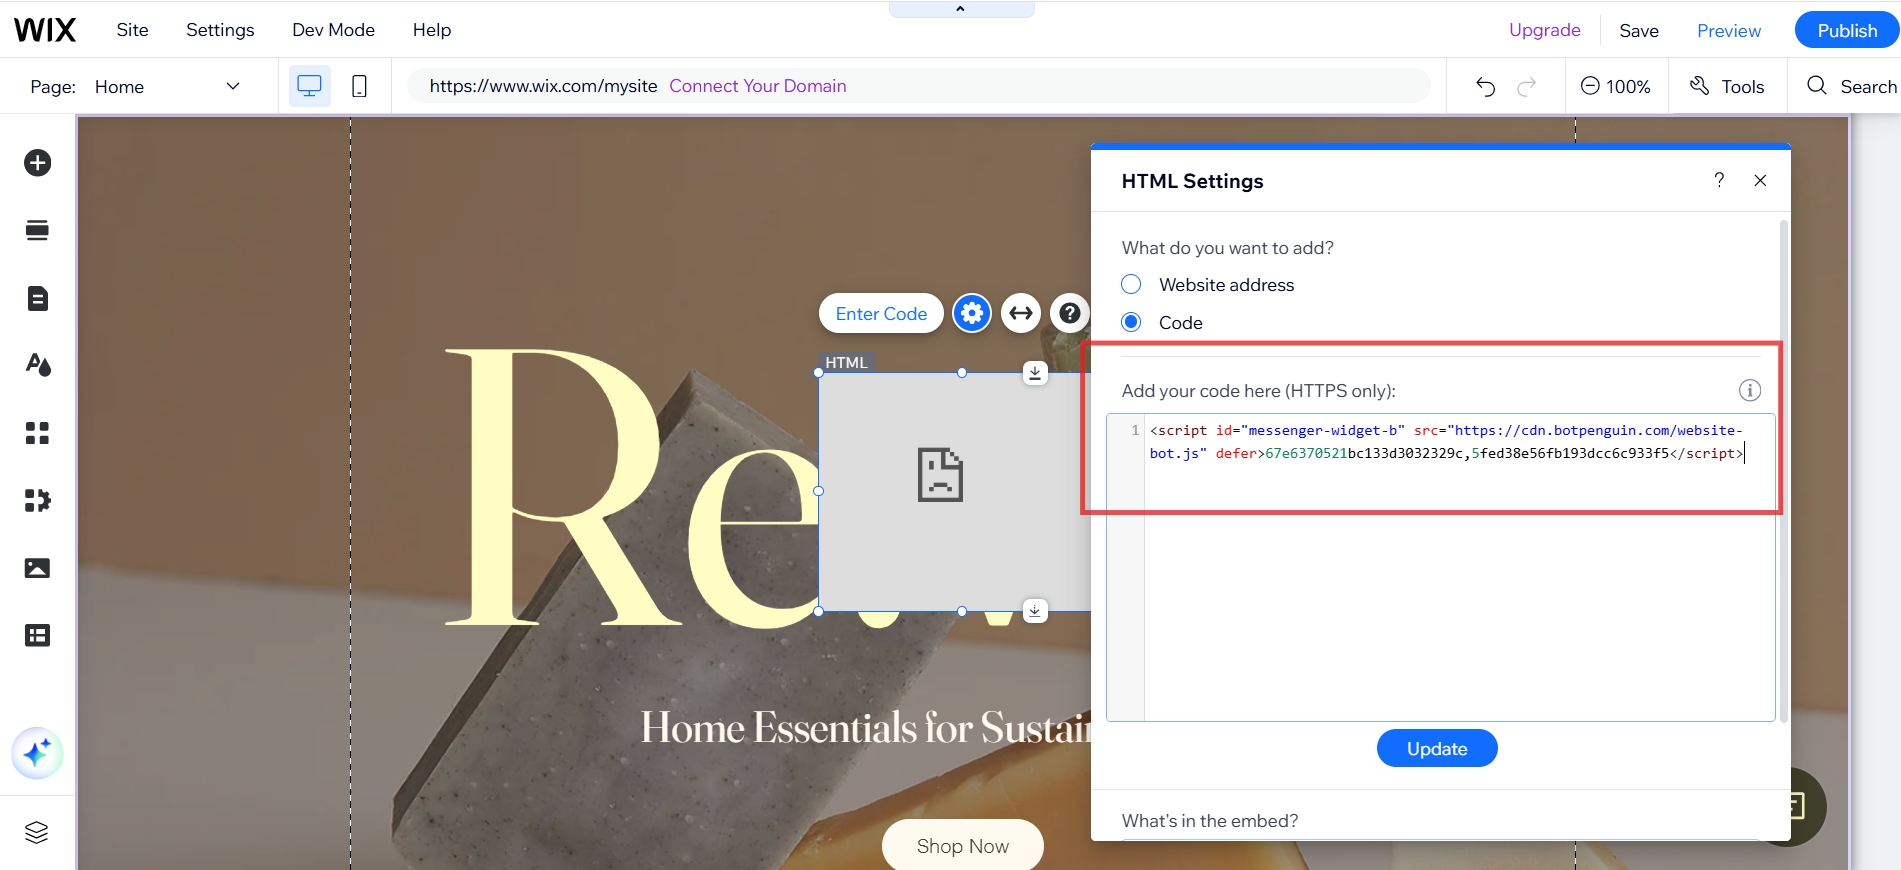 WIX Site Settings Dev Mode Help Upgrade Save Preview Publish
Page: Home https://www.wix.com/mysite Connect Your Domain 100% Tools Search
HTML Settings ?
What do you want to add?
Website address
Enter Code ?
Code
HTML
Add your code here (HTTPS only):
1 <script id="messenger-widget-b" src="https://cdn.botpenguin.com/website-
bot.js" defer>67e6370521bc133d3032329c,5fed38e56fb193dcc6c933f5</script>
Home Essentials for
Update
What's in the embed?
Shop Now